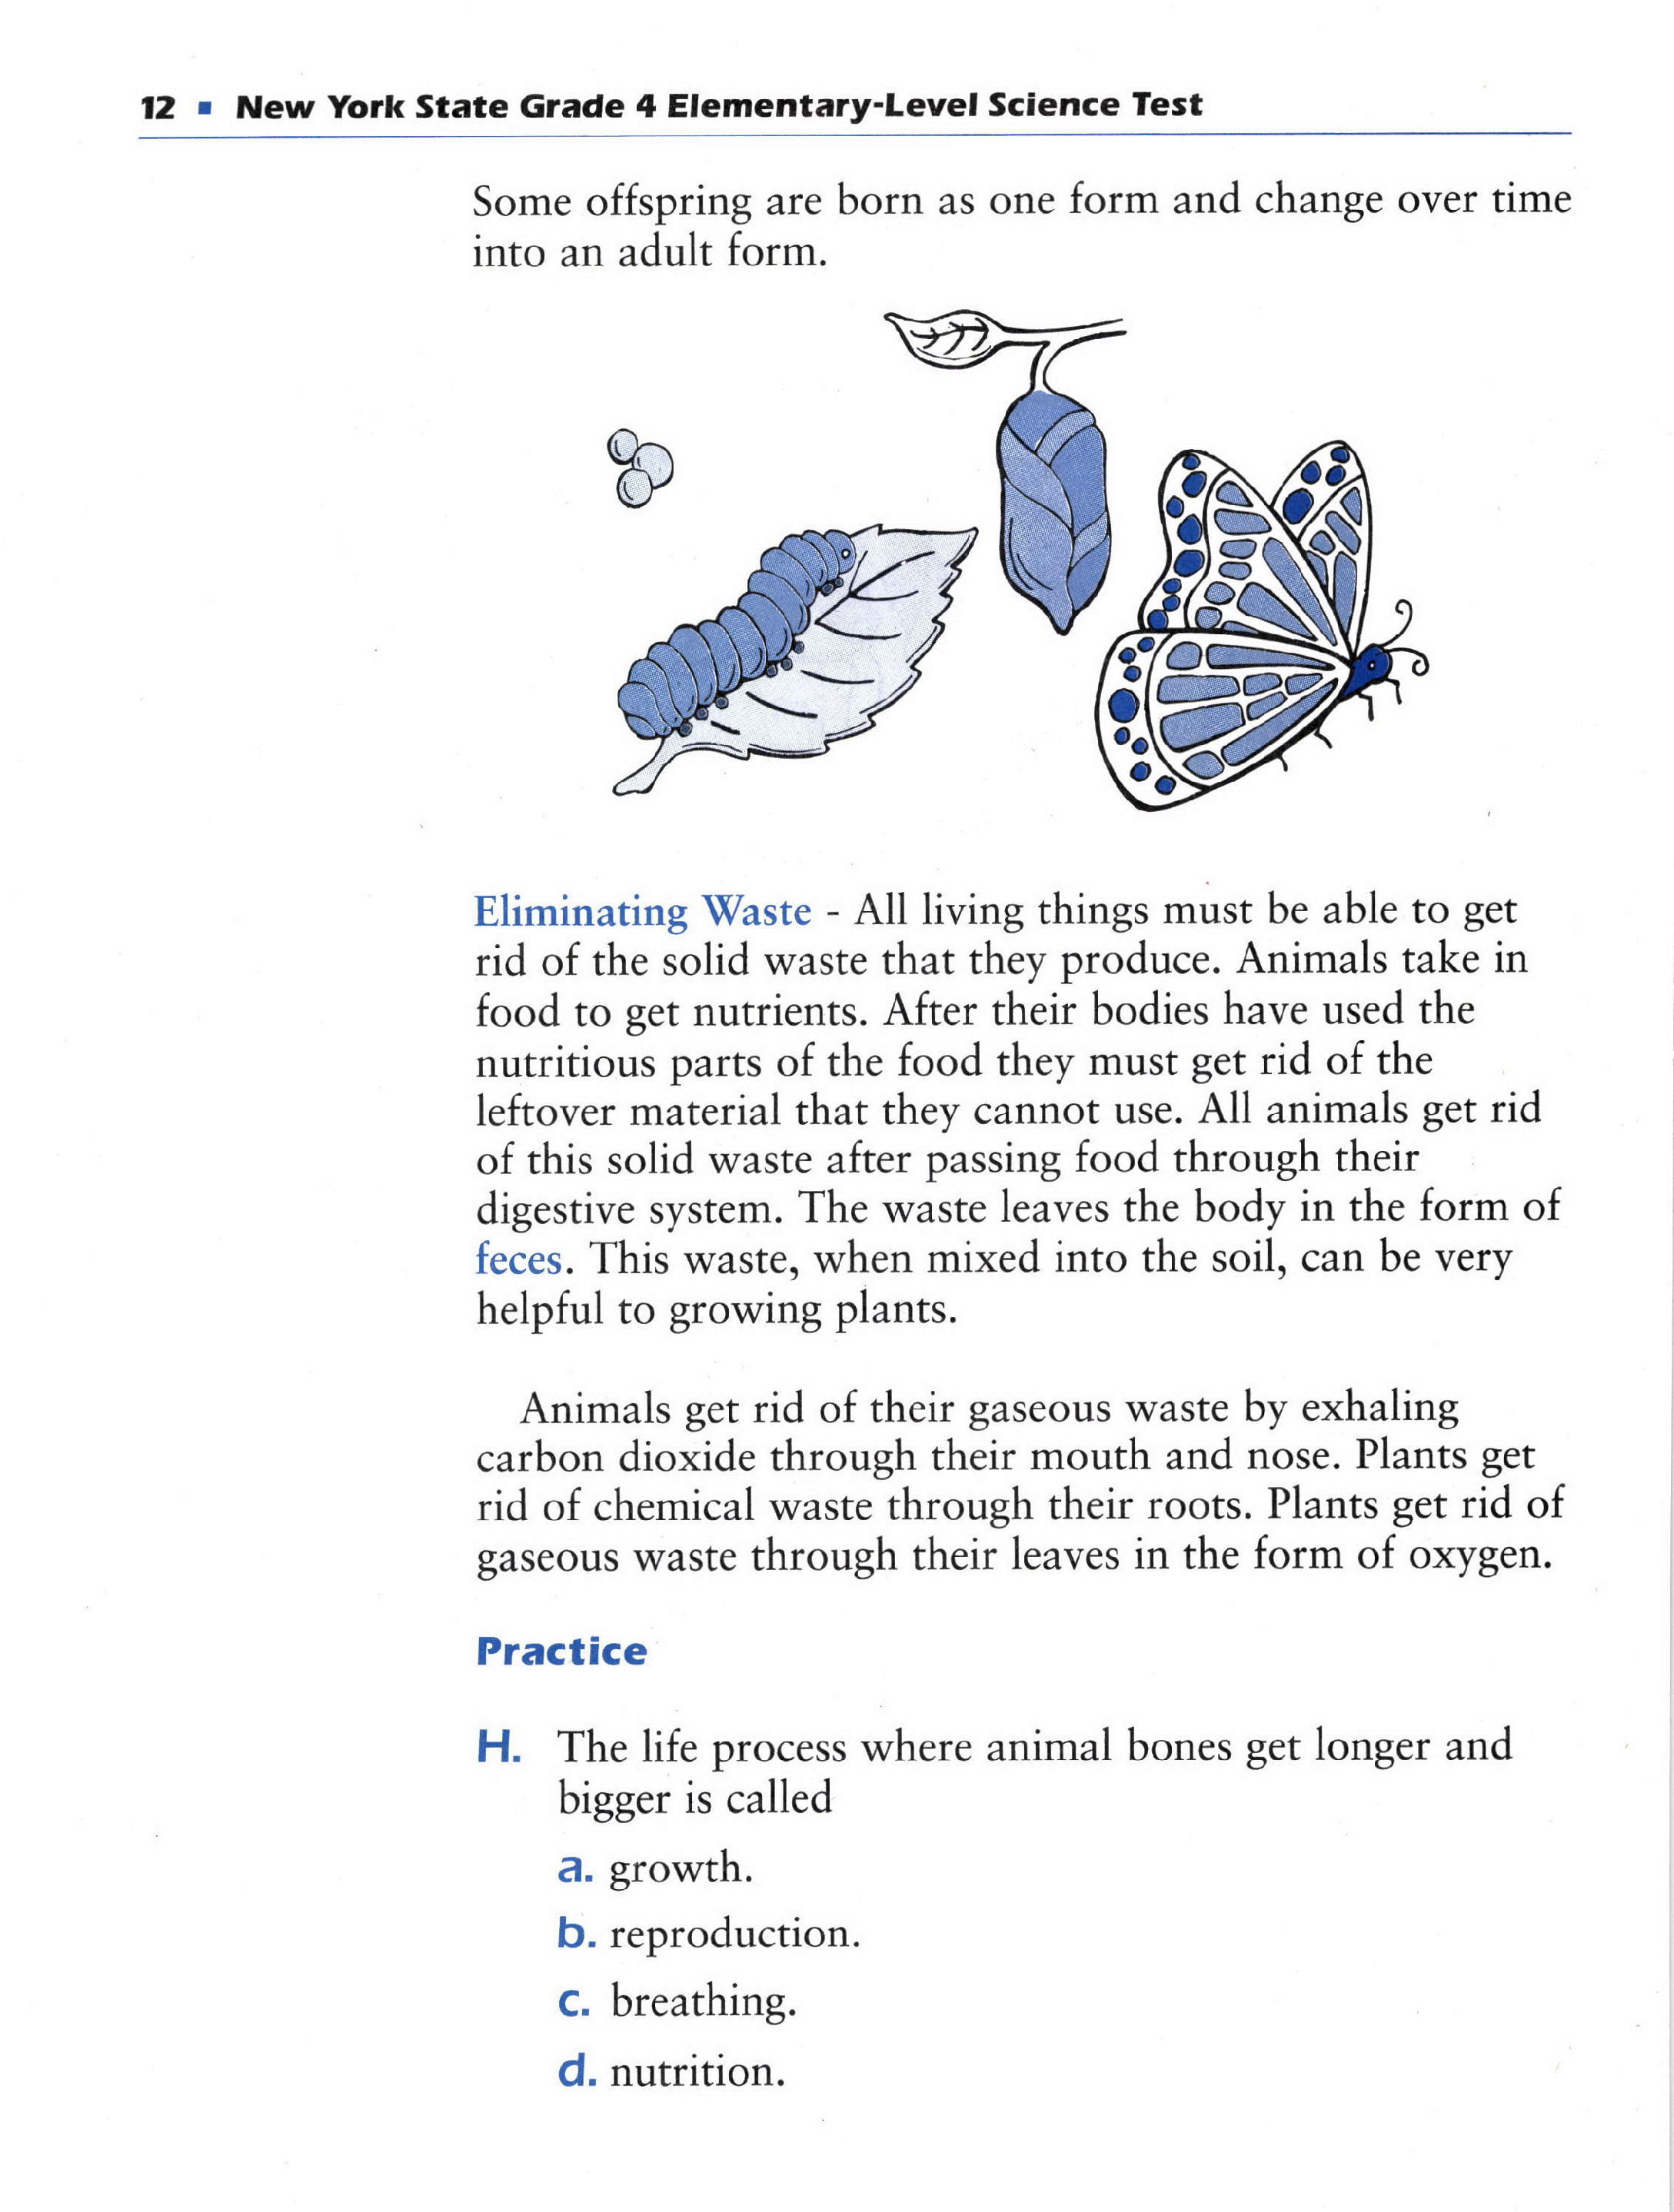 12 ▪ New York State Grade 4 Elementary-Level Science Test
Some offspring are born as one form and change over time
into an adult form.
Eliminating Waste - All living things must be able to get
rid of the solid waste that they produce. Animals take in
food to get nutrients. After their bodies have used the
nutritious parts of the food they must get rid of the
leftover material that they cannot use. All animals get rid
of this solid waste after passing food through their
digestive system. The waste leaves the body in the form of
feces. This waste, when mixed into the soil, can be very
helpful to growing plants.
Animals get rid of their gaseous waste by exhaling
carbon dioxide through their mouth and nose. Plants get
rid of chemical waste through their roots. Plants get rid of
gaseous waste through their leaves in the form of oxygen.
Practice
H. The life process where animal bones get longer and
bigger is called
a. growth.
b. reproduction.
c. breathing.
d. nutrition.